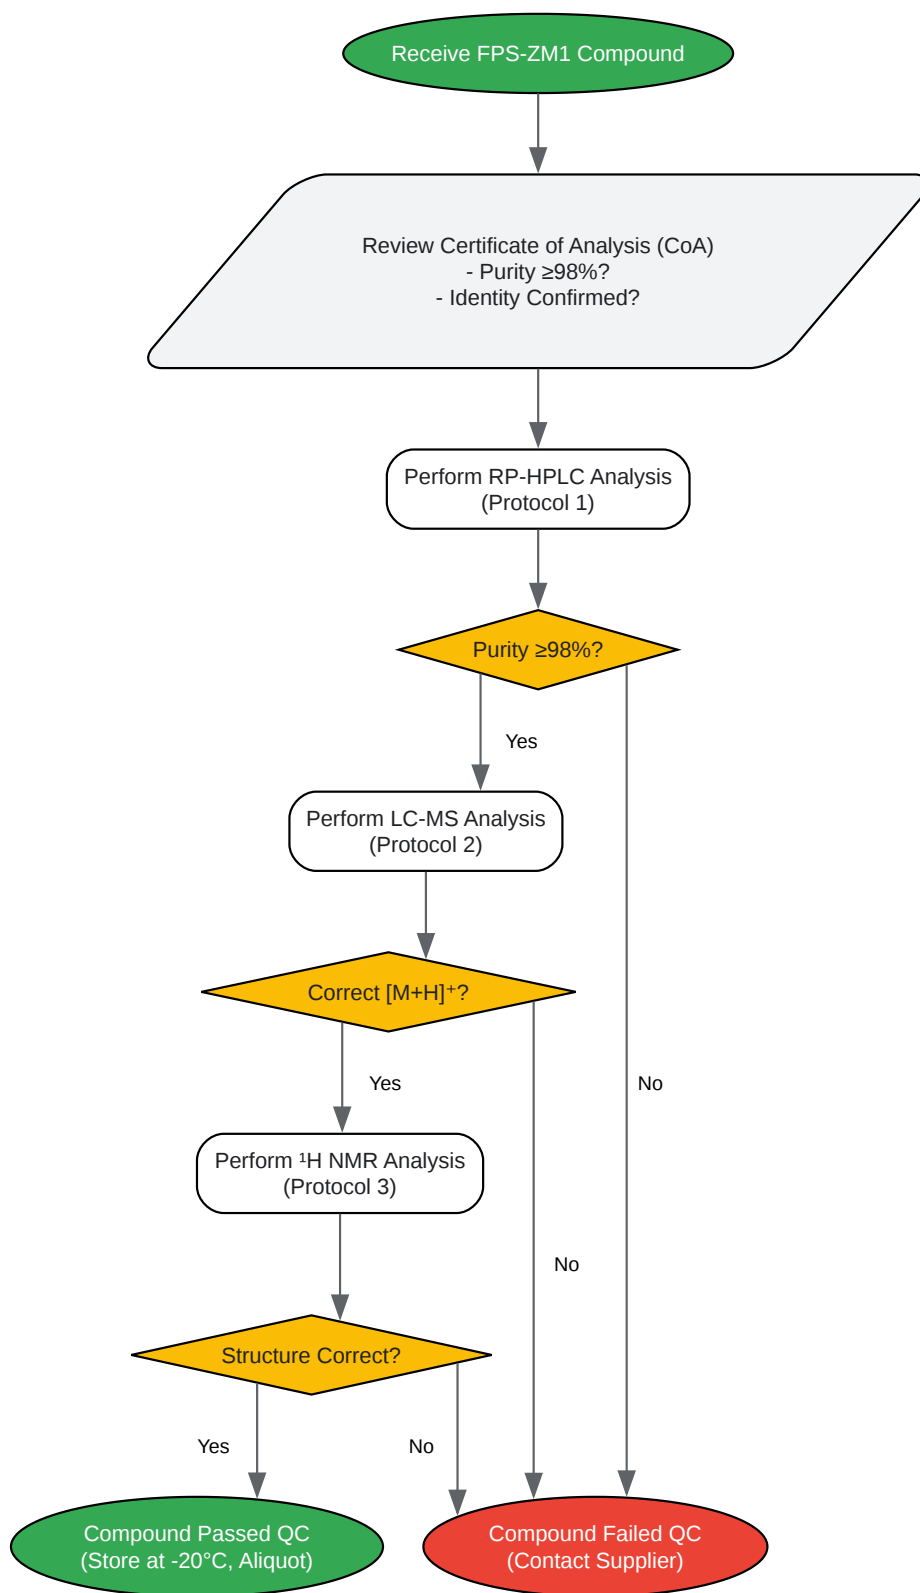 Receive FPS-ZM1 Compound
Review Certificate of Analysis (CoA)
- Purity ≥98%?
- Identity Confirmed?
Perform RP-HPLC Analysis
(Protocol 1)
Purity ≥98%?
Yes
Perform LC-MS Analysis
(Protocol 2)
Correct [M+H]⁺?
Yes
No
Perform ¹H NMR Analysis
(Protocol 3)
No
Structure Correct?
Yes
No
Compound Passed QC
(Store at -20°C, Aliquot)
Compound Failed QC
(Contact Supplier)